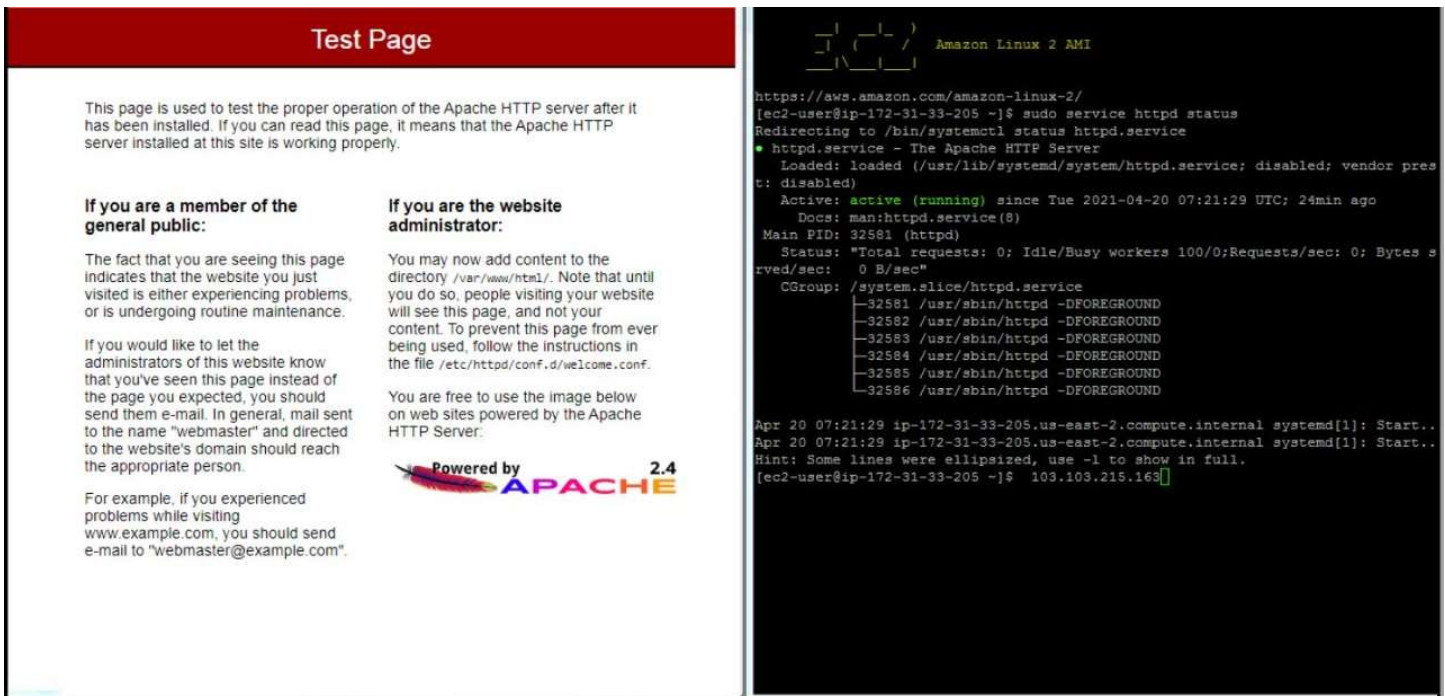 Test Page
This page is used to test the proper operation of the Apache HTTP server after it
has been installed. If you can read this page, it means that the Apache HTTP
server installed at this site is working properly.
If you are a member of the
general public:
The fact that you are seeing this page
indicates that the website you just
visited is either experiencing problems,
or is undergoing routine maintenance.
If you would like to let the
administrators of this website know
that you've seen this page instead of
the page you expected, you should
send them e-mail. In general, mail sent
to the name "webmaster" and directed
to the website's domain should reach
the appropriate person.
For example, if you experienced
problems while visiting
www.example.com, you should send
e-mail to "webmaster@example.com".
If you are the website
administrator:
You may now add content to the
directory /var/www/html/. Note that until
you do so, people visiting your website
will see this page, and not your
content. To prevent this page from ever
being used, follow the instructions in
the file /etc/httpd/conf.d/welcome.conf.
You are free to use the image below
on web sites powered by the Apache
HTTP Server:
Powered by 2.4
APACHE
Amazon Linux 2 AMI
https://aws.amazon.com/amazon-linux-2/
[ec2-user@ip-172-31-33-205 ~]$ sudo service httpd status
Redirecting to /bin/systemctl status httpd.service
● httpd.service - The Apache HTTP Server
Loaded: loaded (/usr/lib/systemd/system/httpd.service; disabled; vendor pres
t: disabled)
Active: active (running) since Tue 2021-04-20 07:21:29 UTC; 24min ago
Docs: man:httpd.service(8)
Main PID: 32581 (httpd)
Status: "Total requests: 0; Idle/Busy workers 100/0;Requests/sec: 0; Bytes s
rved/sec:   0 B/sec"
CGroup: /system.slice/httpd.service
├─32581 /usr/sbin/httpd -DFOREGROUND
├─32582 /usr/sbin/httpd -DFOREGROUND
├─32583 /usr/sbin/httpd -DFOREGROUND
├─32584 /usr/sbin/httpd -DFOREGROUND
├─32585 /usr/sbin/httpd -DFOREGROUND
└─32586 /usr/sbin/httpd -DFOREGROUND
Apr 20 07:21:29 ip-172-31-33-205.us-east-2.compute.internal systemd[1]: Start..
Apr 20 07:21:29 ip-172-31-33-205.us-east-2.compute.internal systemd[1]: Start..
Hint: Some lines were ellipsized, use -l to show in full.
[ec2-user@ip-172-31-33-205 ~]$  103.103.215.163